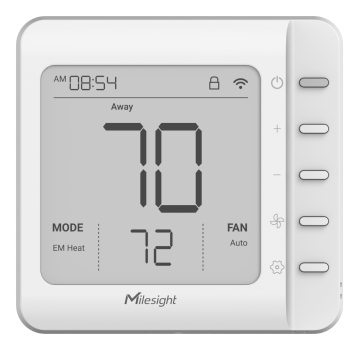 AM 08:54
Away
70
MODE
FAN
EM Heat
Auto
72
Milesight